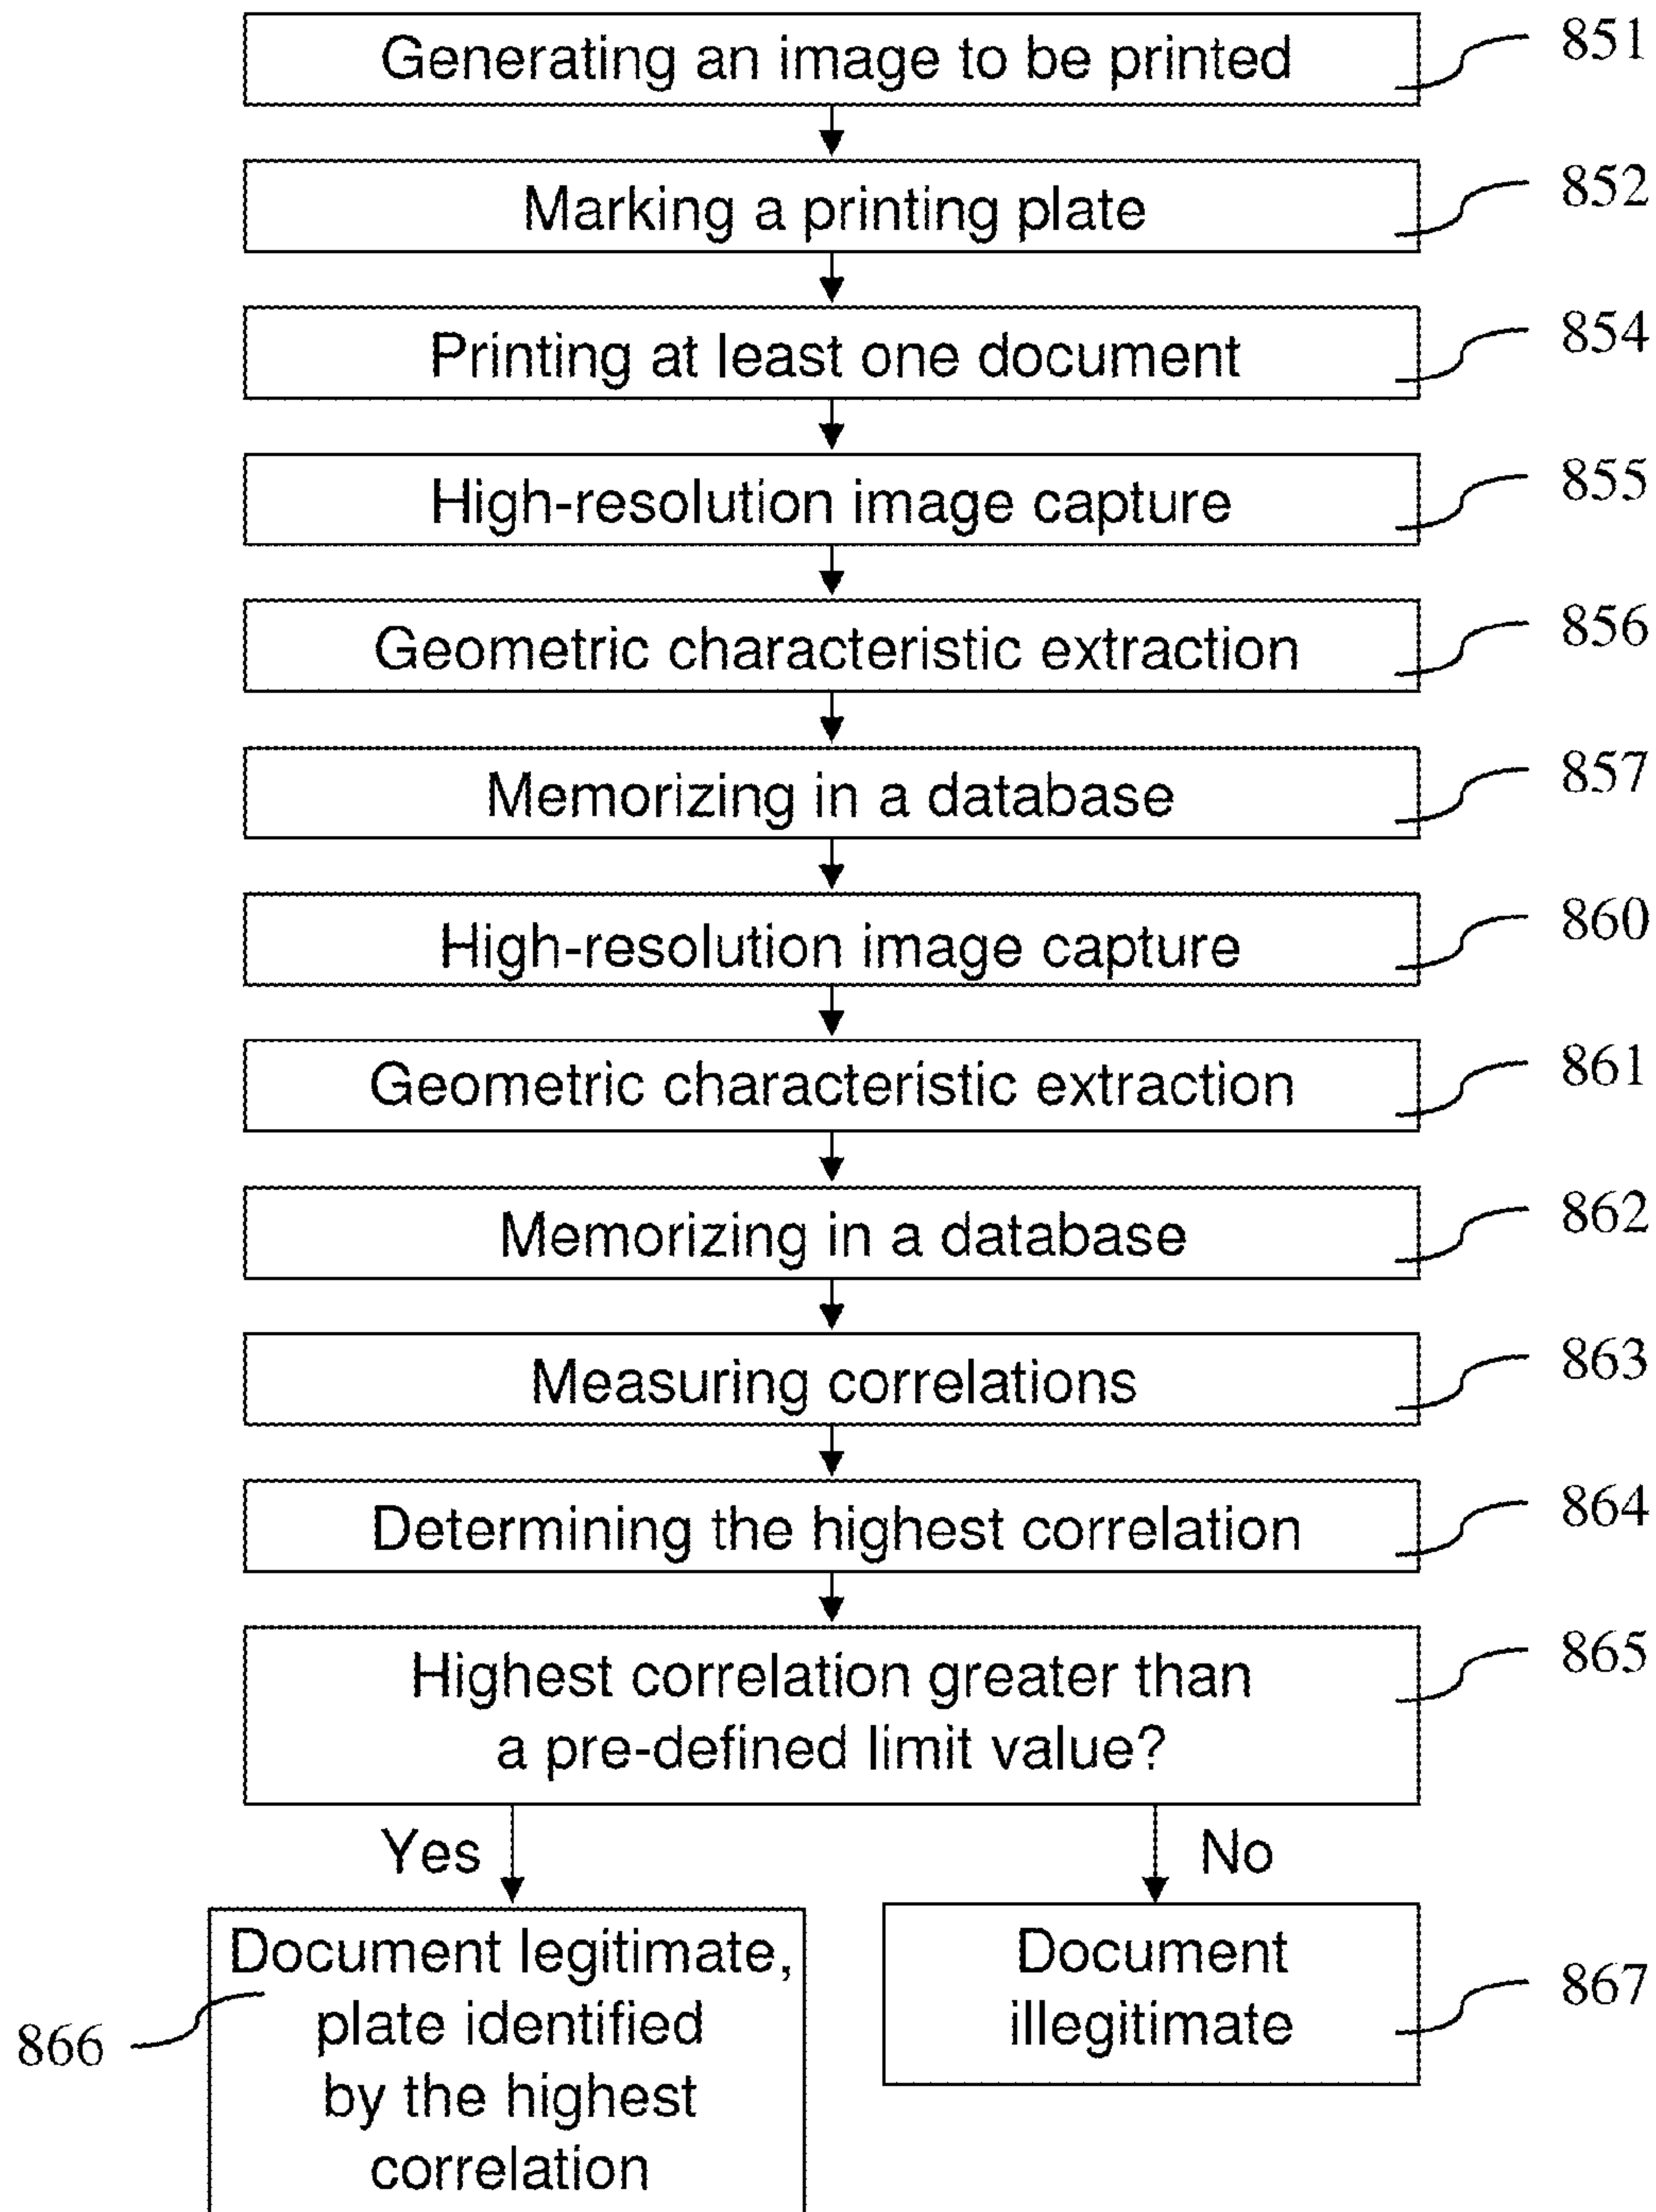 Generating an image to be printed
851
Marking a printing plate
852
Printing at least one document
854
High-resolution image capture
855
Geometric characteristic extraction
856
Memorizing in a database
857
High-resolution image capture
860
Geometric characteristic extraction
861
Memorizing in a database
862
Measuring correlations
863
Determining the highest correlation
864
Highest correlation greater than
a pre-defined limit value?
865
Yes
No
Document legitimate,
plate identified
by the highest
correlation
866
Document
illegitimate
867